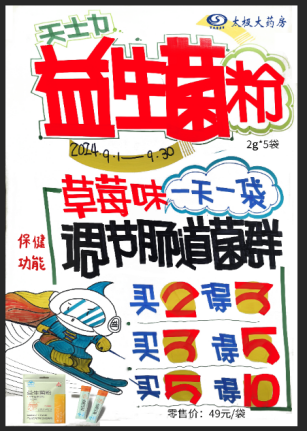 太极大药房
天士力
益生菌粉
2g*5袋
2024.9.1—9.30
草莓味 一天一袋
保健功能
调节肠道菌群
买2得3
买3得5
买5得10
零售价：49元/袋